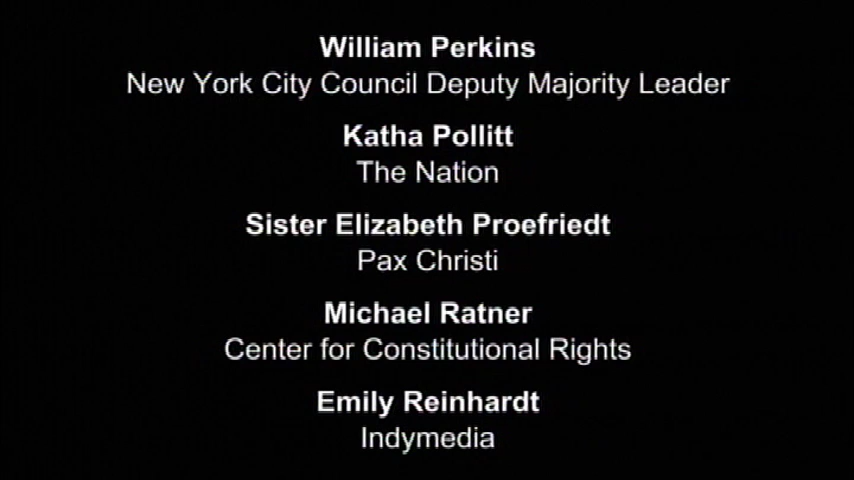 William Perkins
New York City Council Deputy Majority Leader
Katha Pollitt
The Nation
Sister Elizabeth Proefriedt
Pax Christi
Michael Ratner
Center for Constitutional Rights
Emily Reinhardt
Indymedia